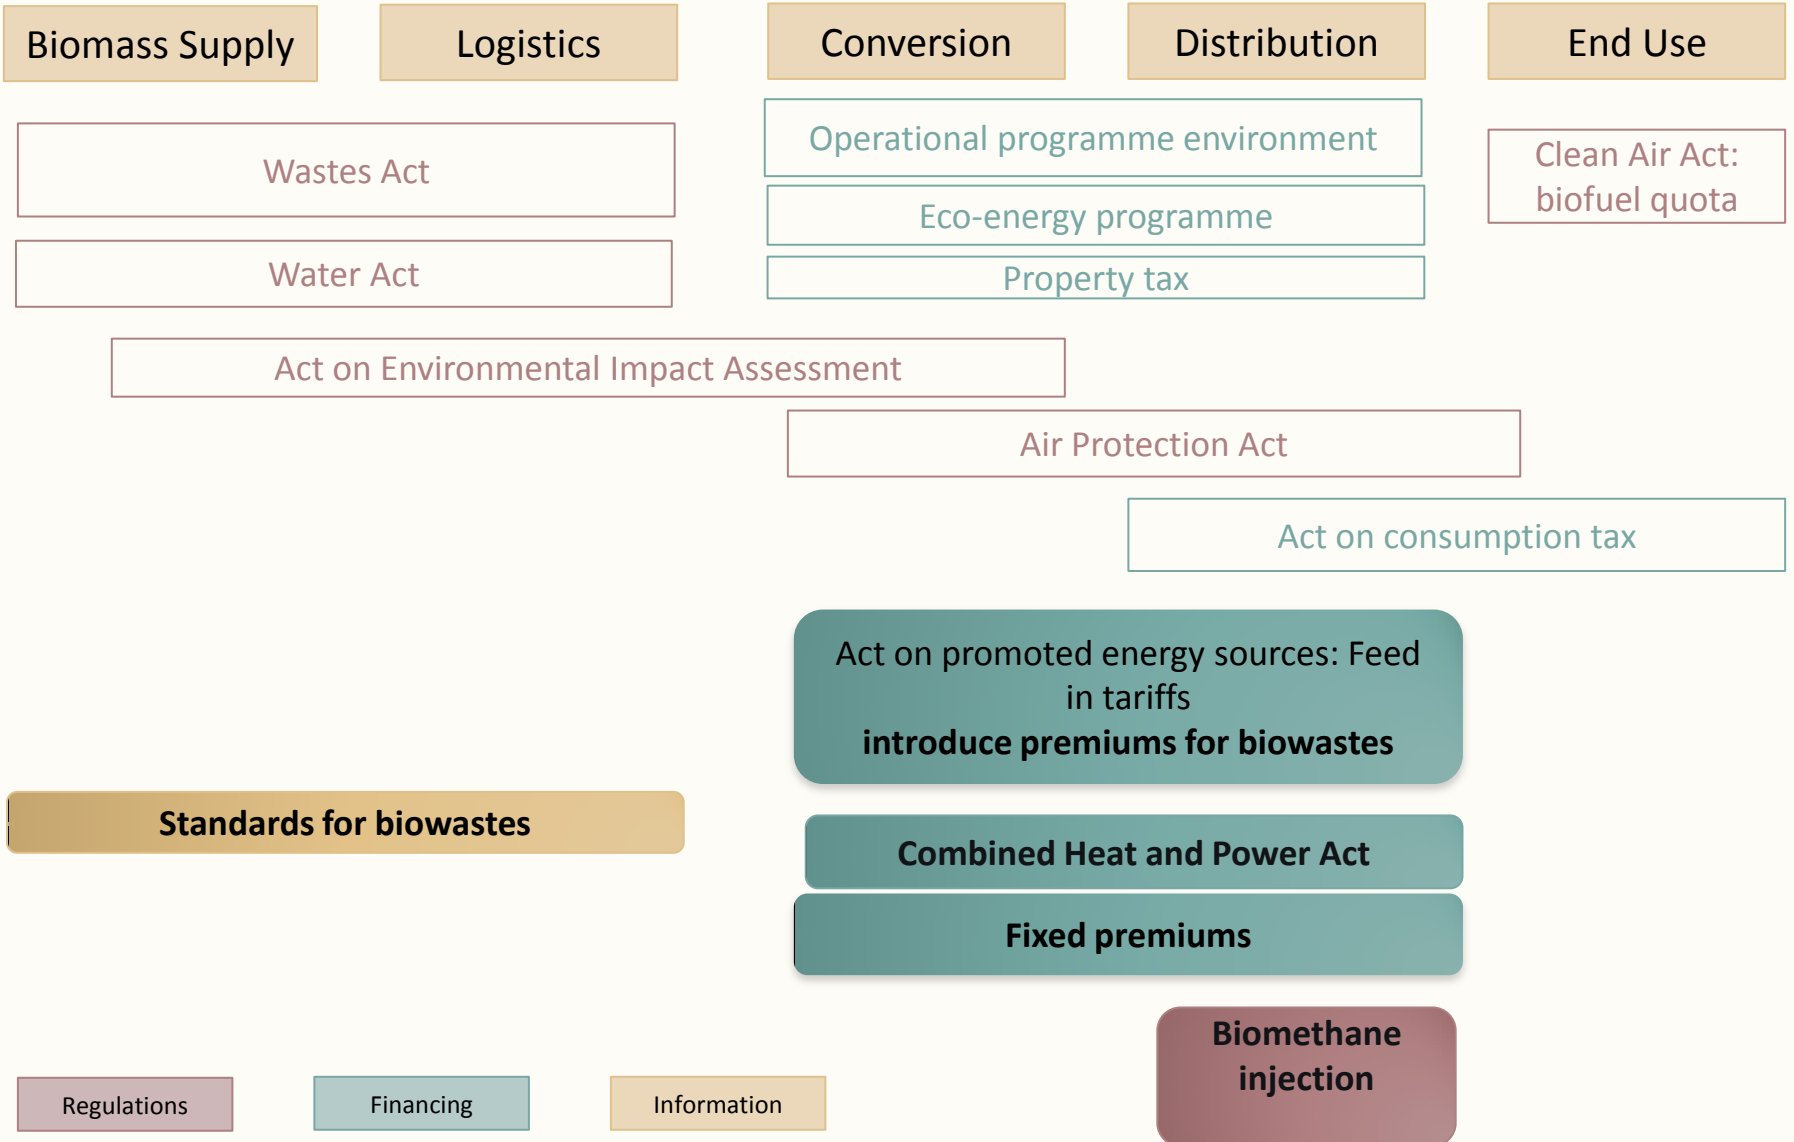 Biomass Supply
Logistics
Conversion
Distribution
End Use
Wastes Act
Operational programme environment
Clean Air Act:
biofuel quota
Eco-energy programme
Water Act
Property tax
Act on Environmental Impact Assessment
Air Protection Act
Act on consumption tax
Act on promoted energy sources: Feed
in tariffs
introduce premiums for biowastes
Standards for biowastes
Combined Heat and Power Act
Fixed premiums
Biomethane
injection
Regulations
Financing
Information